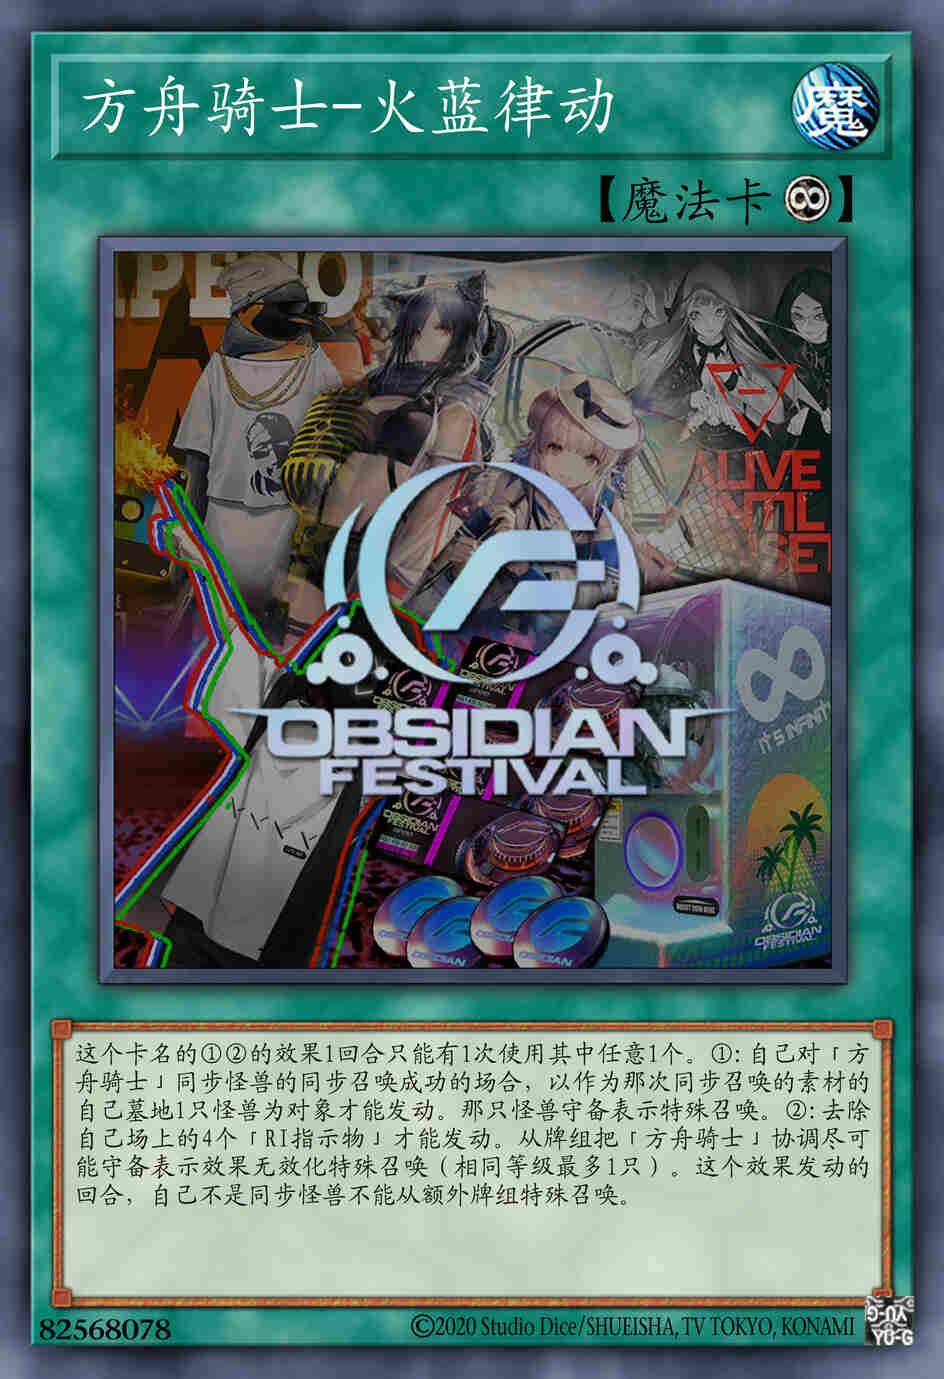 方舟骑士-火蓝律动
魔
【魔法卡】
ALIVE
OBSIDIAN
FESTIVAL
IT'S INFINITY
OBSIDIAN
FESTIVAL
OBSIDIAN
FESTIVAL
OBSIDIAN
OBSIDIAN
这个卡名的①②的效果1回合只能有1次使用其中任意1个。①:自己对「方
舟骑士」同步怪兽的同步召唤成功的场合，以作为那次同步召唤的素材的
自己墓地1只怪兽为对象才能发动。那只怪兽守备表示特殊召唤。②:去除
自己场上的4个「RI指示物」才能发动。从牌组把「方舟骑士」协调尽可
能守备表示效果无效化特殊召唤（相同等级最多1只）。这个效果发动的
回合，自己不是同步怪兽不能从额外牌组特殊召唤。
82568078
©2020 Studio Dice/SHUEISHA, TV TOKYO, KONAMI
YU-G